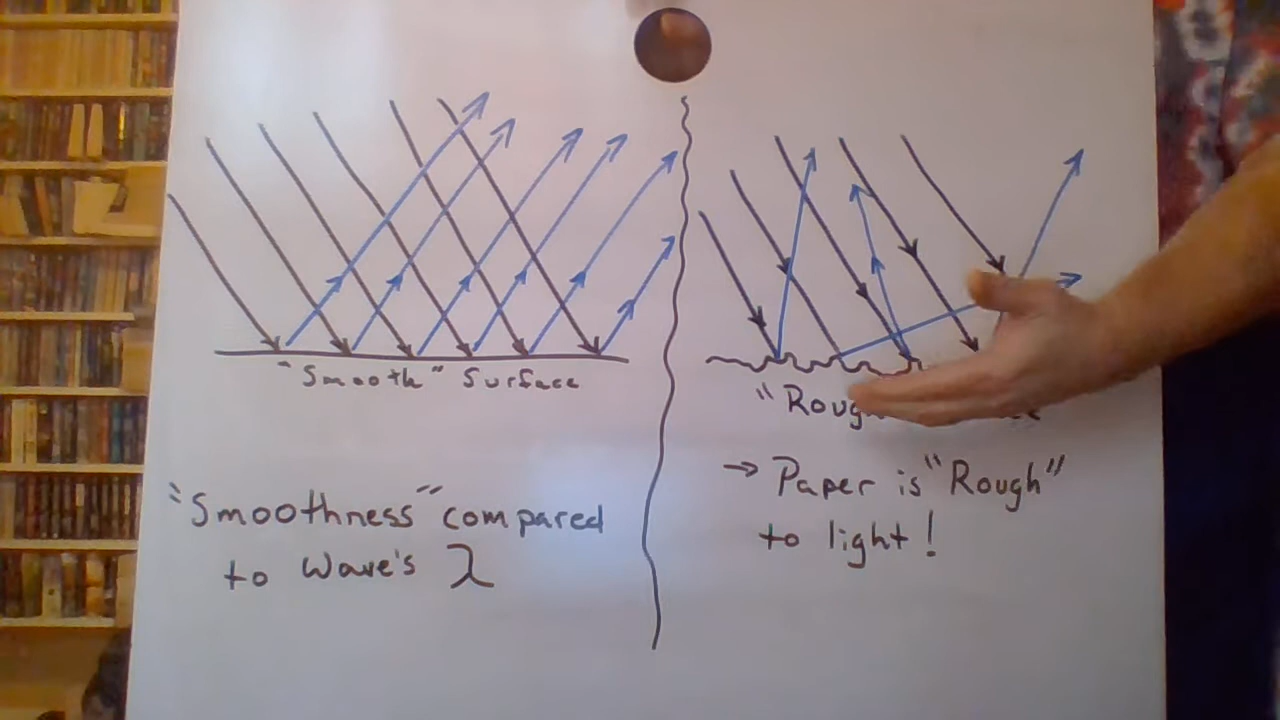 "Smooth" Surface
"Smoothness" compared
to Wave's λ
"Rough
→ Paper is "Rough"
to light!